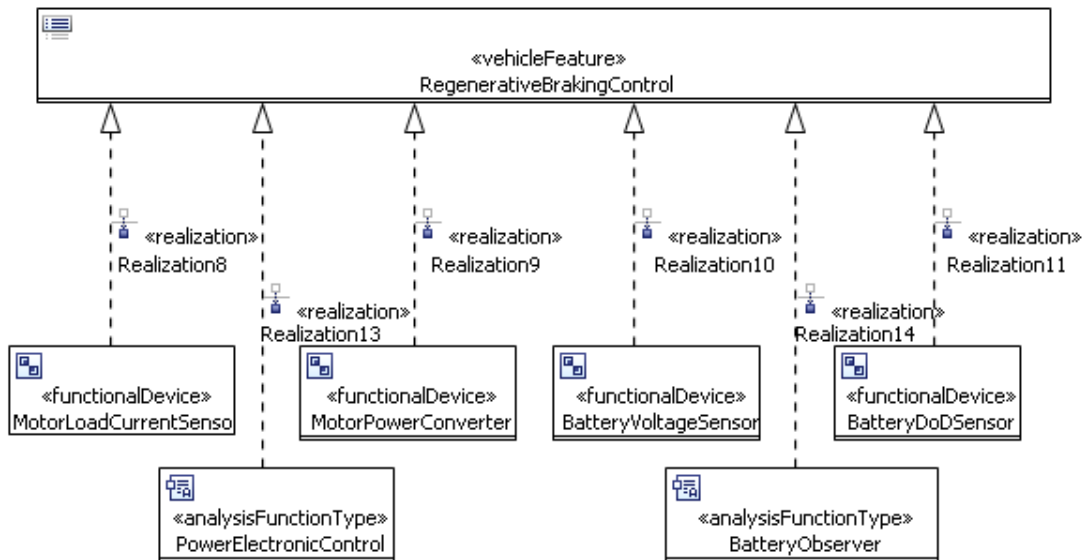 «vehicleFeature»
RegenerativeBrakingControl
«realization»
Realization8
«realization»
Realization9
«realization»
Realization10
«realization»
Realization11
«realization»
Realization13
«realization»
Realization14
«functionalDevice»
MotorLoadCurrentSenso
«functionalDevice»
MotorPowerConverter
«functionalDevice»
BatteryVoltageSensor
«functionalDevice»
BatteryDoDSensor
«analysisFunctionType»
PowerElectronicControl
«analysisFunctionType»
BatteryObserver